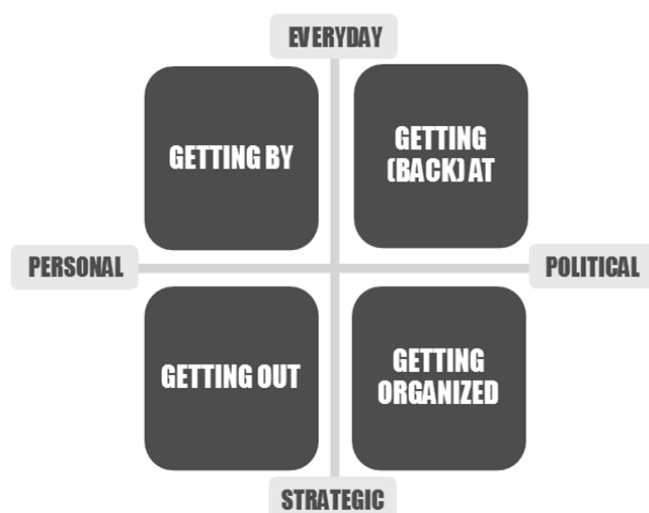 EVERYDAY
GETTING BY
GETTING
(BACK) AT
PERSONAL
POLITICAL
GETTING OUT
GETTING
ORGANIZED
STRATEGIC